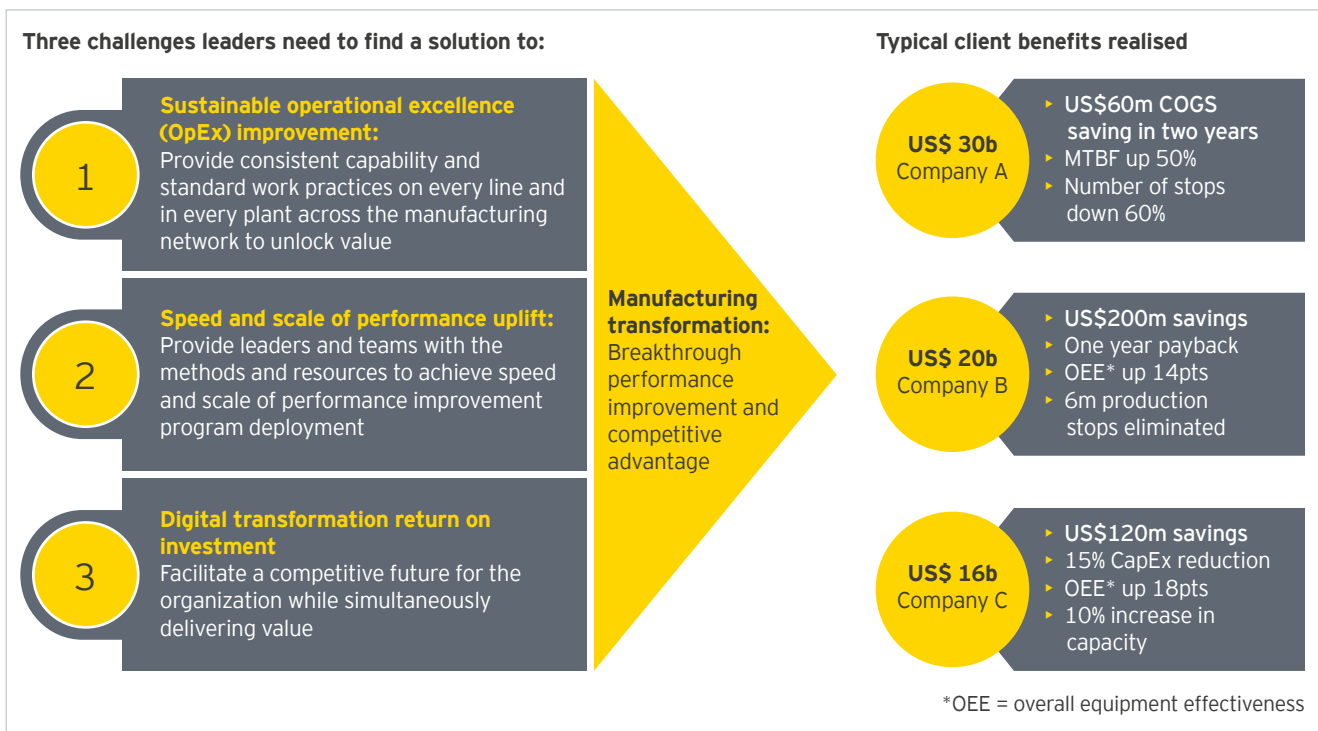 Three challenges leaders need to find a solution to:
1
Sustainable operational excellence
(OpEx) improvement:
Provide consistent capability and
standard work practices on every line and
in every plant across the manufacturing
network to unlock value
2
Speed and scale of performance uplift:
Provide leaders and teams with the
methods and resources to achieve speed
and scale of performance improvement
program deployment
3
Digital transformation return on
investment
Facilitate a competitive future for the
organization while simultaneously
delivering value
Manufacturing
transformation:
Breakthrough
performance
improvement and
competitive
advantage
Typical client benefits realised
US$ 30b
Company A
▸ US$60m COGS
saving in two years
▸ MTBF up 50%
▸ Number of stops
down 60%
US$ 20b
Company B
▸ US$200m savings
▸ One year payback
▸ OEE* up 14pts
▸ 6m production
stops eliminated
US$ 16b
Company C
▸ US$120m savings
▸ 15% CapEx reduction
▸ OEE* up 18pts
▸ 10% increase in
capacity
*OEE = overall equipment effectiveness